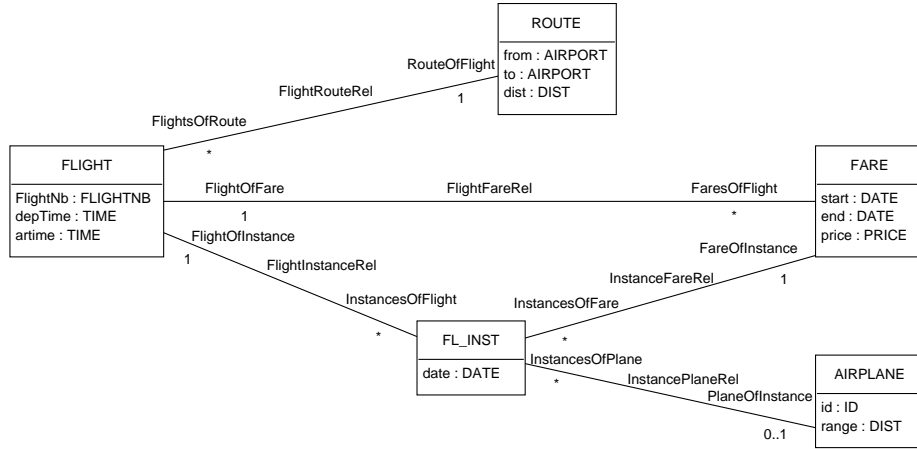 ROUTE
from : AIRPORT
to : AIRPORT
dist : DIST
RouteOfFlight
FlightRouteRel
1
FlightsOfRoute
*
FLIGHT
FlightNb : FLIGHTNB
depTime : TIME
artime : TIME
FlightOfFare
FlightFareRel
FaresOfFlight
1
*
FARE
start : DATE
end : DATE
price : PRICE
FlightOfInstance
1
FlightInstanceRel
InstancesOfFlight
*
FareOfInstance
1
InstanceFareRel
InstancesOfFare
*
FL_INST
date : DATE
InstancesOfPlane
*
InstancePlaneRel
PlaneOfInstance
0..1
AIRPLANE
id : ID
range : DIST